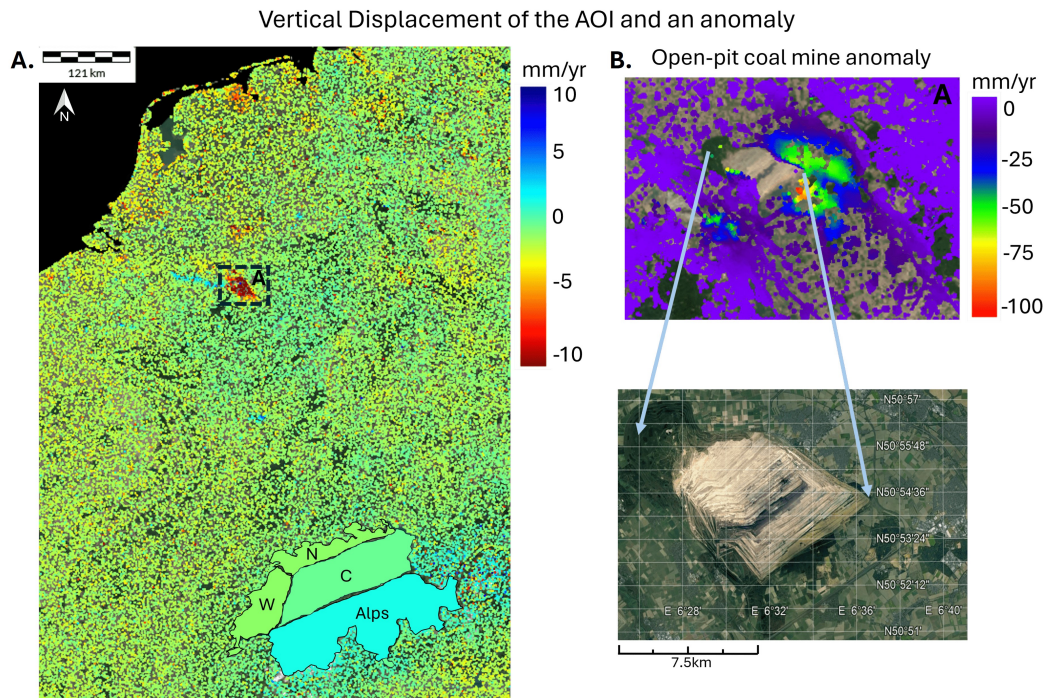 Vertical Displacement of the AOI and an anomaly
A.
121 km
N
mm/yr
10
5
0
-5
-10
A
N
C
W
Alps
B.
Open-pit coal mine anomaly
A
mm/yr
0
-25
-50
-75
-100
N50°57'
N50°55'48"
N50°54'36"
N50°53'24"
N50°52'12"
E 6°28'
E 6°32'
E 6°36'
E 6°40'
N50°51'
7.5km